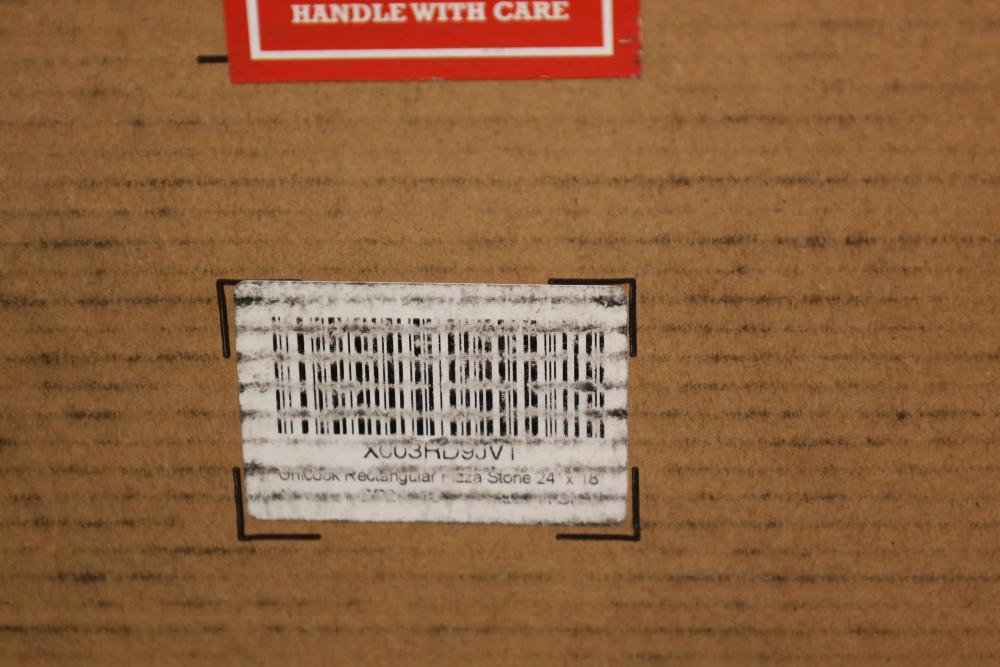 HANDLE WITH CARE
X003RD9JV1
Unicook Rectangular Pizza Stone 24" x 18"